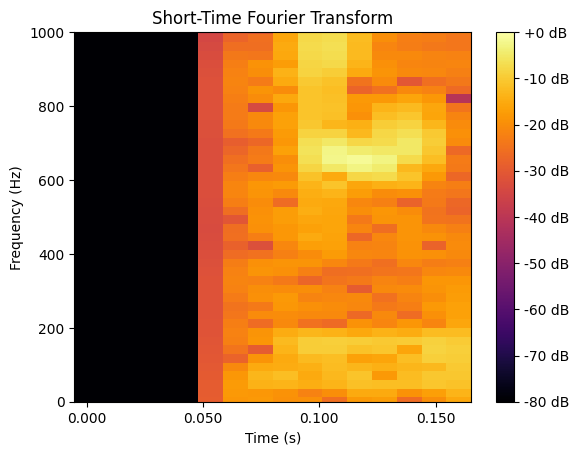 Short-Time Fourier Transform
1000
800
600
400
200
0
Frequency (Hz)
0.000
0.050
0.100
0.150
Time (s)
+0 dB
-10 dB
-20 dB
-30 dB
-40 dB
-50 dB
-60 dB
-70 dB
-80 dB